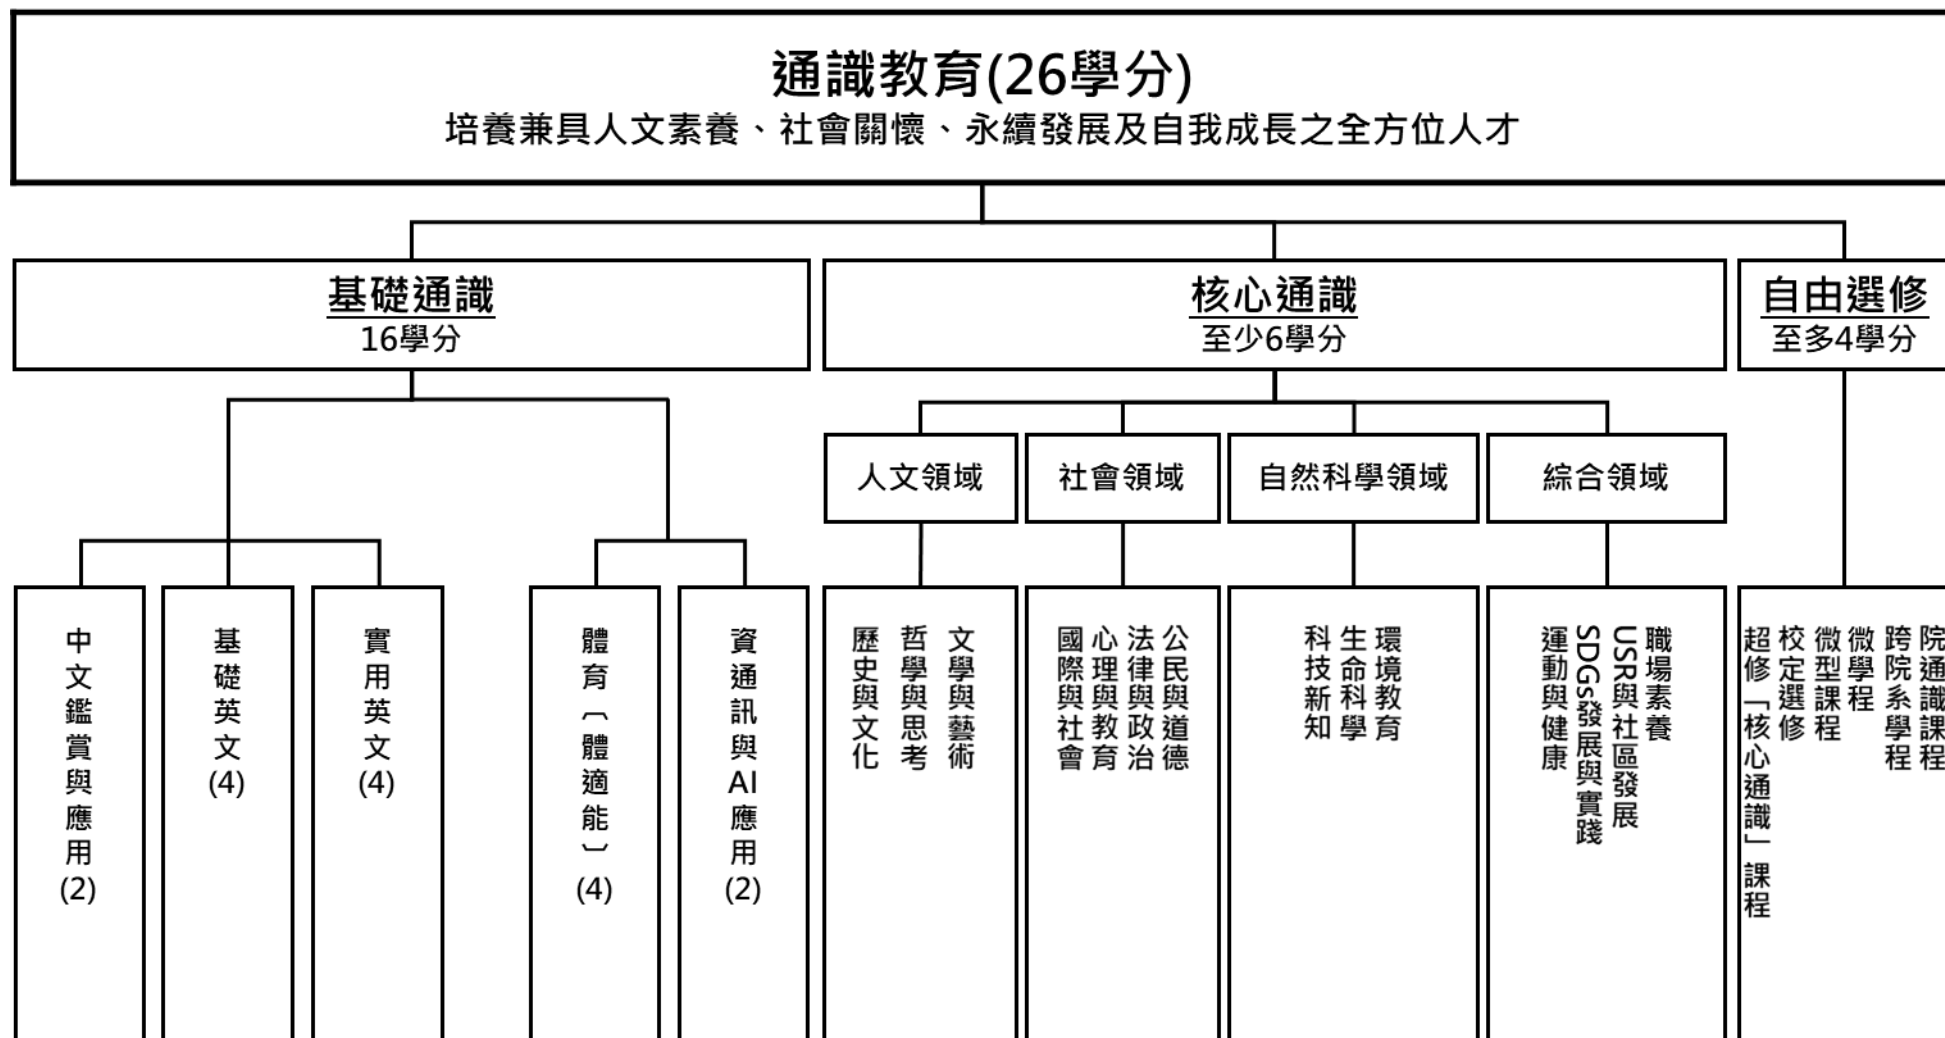 通識教育(26學分)
培養兼具人文素養、社會關懷、永續發展及自我成長之全方位人才
基礎通識
16學分
核心通識
至少6學分
自由選修
至多4學分
人文領域
社會領域
自然科學領域
綜合領域
中文鑑賞與應用(2)
基礎英文(4)
實用英文(4)
體育〔體適能〕(4)
資通訊與AI應用(2)
文學與藝術
哲學與思考
歷史與文化
公民與道德
法律與政治
心理與教育
國際與社會
環境教育
生命科學
科技新知
職場素養
USR與社區發展
SDGs發展與實踐
運動與健康
院通識課程
跨院系學程
微學程
微型課程
校定選修
超修「核心通識」課程